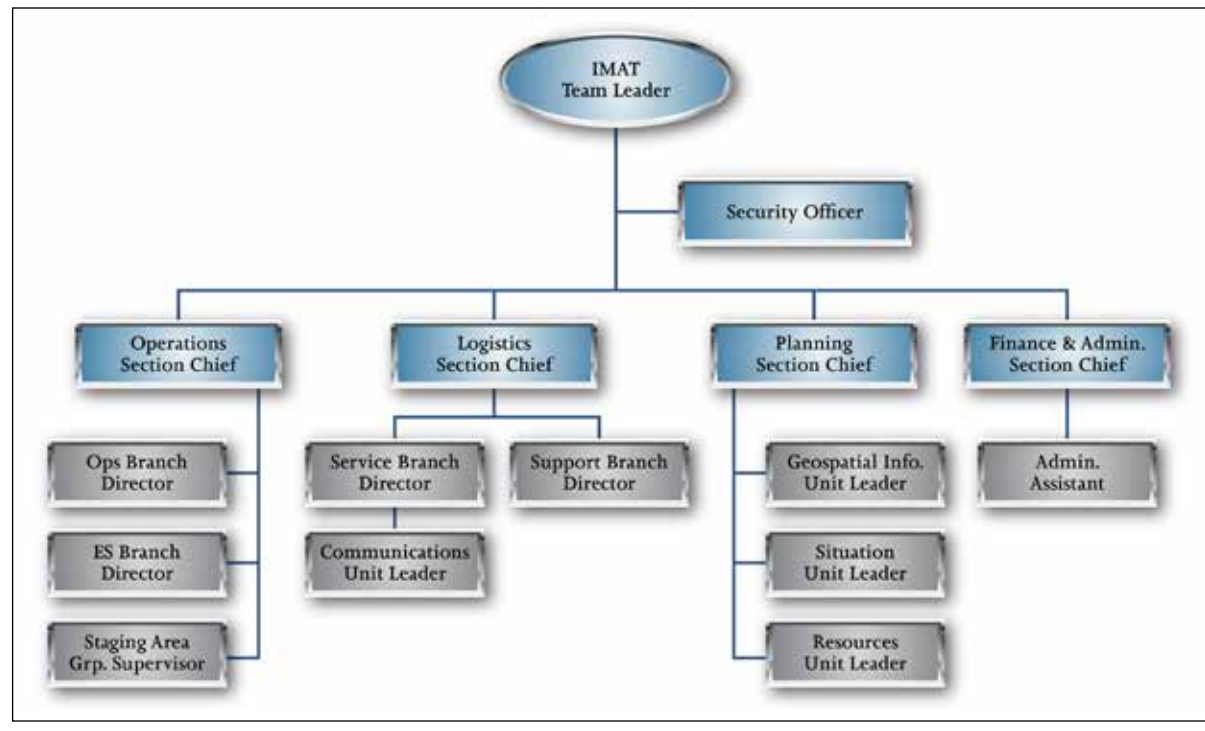 IMAT
Team Leader
Security Officer
Operations
Section Chief
Logistics
Section Chief
Planning
Section Chief
Finance & Admin.
Section Chief
Ops Branch
Director
Service Branch
Director
Support Branch
Director
Geospatial Info.
Unit Leader
Admin.
Assistant
ES Branch
Director
Communications
Unit Leader
Situation
Unit Leader
Staging Area
Grp. Supervisor
Resources
Unit Leader